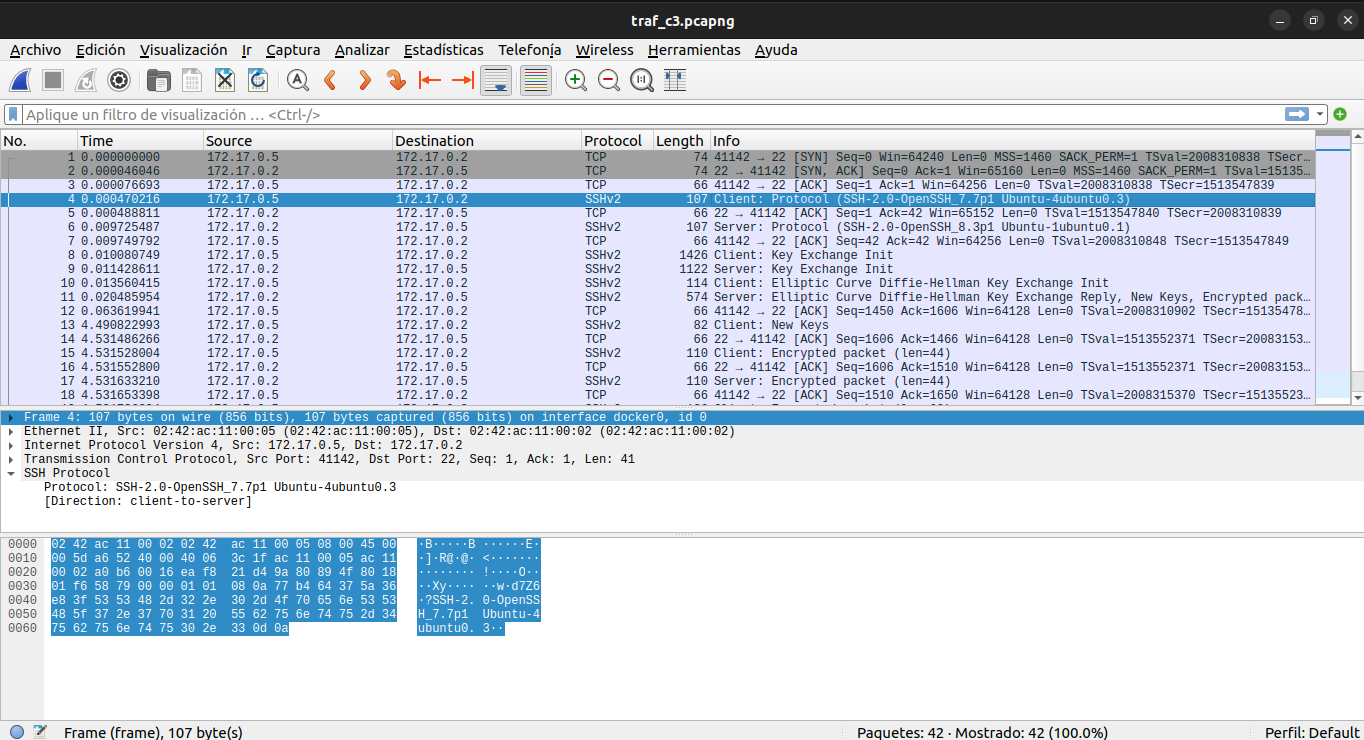 traf_c3.pcapng
Archivo Edición Visualización Ir Captura Analizar Estadísticas Telefonía Wireless Herramientas Ayuda
Aplique un filtro de visualización … <Ctrl-/>
No. Time Source Destination Protocol Length Info
1 0.000000000 172.17.0.5 172.17.0.2 TCP 74 41142 → 22 [SYN] Seq=0 Win=64240 Len=0 MSS=1460 SACK_PERM=1 TSval=2008310838 TSecr…
2 0.000046046 172.17.0.2 172.17.0.5 TCP 74 22 → 41142 [SYN, ACK] Seq=0 Ack=1 Win=65160 Len=0 MSS=1460 SACK_PERM=1 TSval=15135…
3 0.000076693 172.17.0.5 172.17.0.2 TCP 66 41142 → 22 [ACK] Seq=1 Ack=1 Win=64256 Len=0 TSval=2008310838 TSecr=1513547839
4 0.000470216 172.17.0.5 172.17.0.2 SSHv2 107 Client: Protocol (SSH-2.0-OpenSSH_7.7p1 Ubuntu-4ubuntu0.3)
5 0.000488811 172.17.0.2 172.17.0.5 TCP 66 22 → 41142 [ACK] Seq=1 Ack=42 Win=65152 Len=0 TSval=1513547840 TSecr=2008310839
6 0.009725487 172.17.0.2 172.17.0.5 SSHv2 107 Server: Protocol (SSH-2.0-OpenSSH_8.3p1 Ubuntu-1ubuntu0.1)
7 0.009749792 172.17.0.5 172.17.0.2 TCP 66 41142 → 22 [ACK] Seq=42 Ack=42 Win=64256 Len=0 TSval=2008310848 TSecr=1513547849
8 0.010080749 172.17.0.5 172.17.0.2 SSHv2 1426 Client: Key Exchange Init
9 0.011428611 172.17.0.2 172.17.0.5 SSHv2 1122 Server: Key Exchange Init
10 0.013560415 172.17.0.5 172.17.0.2 SSHv2 114 Client: Elliptic Curve Diffie-Hellman Key Exchange Init
11 0.020485954 172.17.0.2 172.17.0.5 SSHv2 574 Server: Elliptic Curve Diffie-Hellman Key Exchange Reply, New Keys, Encrypted pack…
12 0.063619941 172.17.0.5 172.17.0.2 TCP 66 41142 → 22 [ACK] Seq=1450 Ack=1606 Win=64128 Len=0 TSval=2008310902 TSecr=15135478…
13 4.490822993 172.17.0.5 172.17.0.2 SSHv2 82 Client: New Keys
14 4.531486266 172.17.0.2 172.17.0.5 TCP 66 22 → 41142 [ACK] Seq=1606 Ack=1466 Win=64128 Len=0 TSval=1513552371 TSecr=20083153…
15 4.531528004 172.17.0.5 172.17.0.2 SSHv2 110 Client: Encrypted packet (len=44)
16 4.531552800 172.17.0.2 172.17.0.5 TCP 66 22 → 41142 [ACK] Seq=1606 Ack=1510 Win=64128 Len=0 TSval=1513552371 TSecr=20083153…
17 4.531633210 172.17.0.2 172.17.0.5 SSHv2 110 Server: Encrypted packet (len=44)
18 4.531653398 172.17.0.5 172.17.0.2 TCP 66 41142 → 22 [ACK] Seq=1510 Ack=1650 Win=64128 Len=0 TSval=2008315370 TSecr=15135523…
Frame 4: 107 bytes on wire (856 bits), 107 bytes captured (856 bits) on interface docker0, id 0
Ethernet II, Src: 02:42:ac:11:00:05 (02:42:ac:11:00:05), Dst: 02:42:ac:11:00:02 (02:42:ac:11:00:02)
Internet Protocol Version 4, Src: 172.17.0.5, Dst: 172.17.0.2
Transmission Control Protocol, Src Port: 41142, Dst Port: 22, Seq: 1, Ack: 1, Len: 41
SSH Protocol
Protocol: SSH-2.0-OpenSSH_7.7p1 Ubuntu-4ubuntu0.3
[Direction: client-to-server]
0000 02 42 ac 11 00 02 02 42 ac 11 00 05 08 00 45 00 ·B·····B ······E·
0010 00 5d a6 52 40 00 40 06 3c 1f ac 11 00 05 ac 11 ·]·R@·@· <·······
0020 00 02 a0 b6 00 16 ea f8 21 d4 9a 80 89 4f 80 18 ········ !····O··
0030 01 f6 58 79 00 00 01 01 08 0a 77 b4 64 37 5a 36 ··Xy···· ··w·d7Z6
0040 e8 3f 53 53 48 2d 32 2e 30 2d 4f 70 65 6e 53 53 ·?SSH-2. 0-OpenSS
0050 48 5f 37 2e 37 70 31 20 55 62 75 6e 74 75 2d 34 H_7.7p1 Ubuntu-4
0060 75 62 75 6e 74 75 30 2e 33 0d 0a ubuntu0. 3··
Frame (frame), 107 byte(s) Paquetes: 42 · Mostrado: 42 (100.0%) Perfil: Default